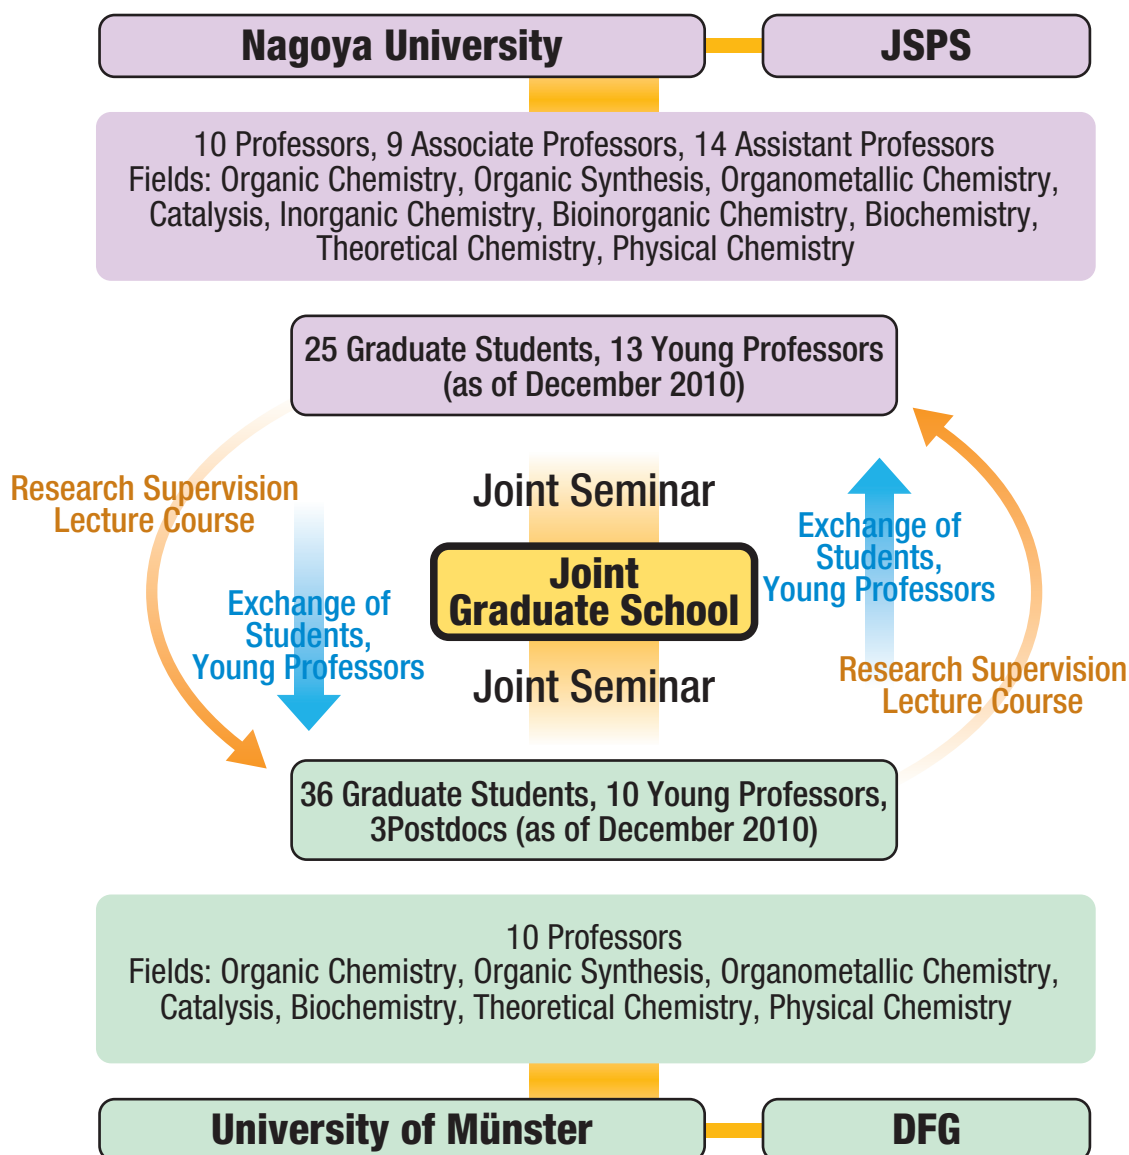 Nagoya University
JSPS
10 Professors, 9 Associate Professors, 14 Assistant Professors
Fields: Organic Chemistry, Organic Synthesis, Organometallic Chemistry,
Catalysis, Inorganic Chemistry, Bioinorganic Chemistry, Biochemistry,
Theoretical Chemistry, Physical Chemistry
25 Graduate Students, 13 Young Professors
(as of December 2010)
Research Supervision
Lecture Course
Exchange of
Students,
Young Professors
Joint Seminar
Joint
Graduate School
Joint Seminar
Exchange of
Students,
Young Professors
Research Supervision
Lecture Course
36 Graduate Students, 10 Young Professors,
3Postdocs (as of December 2010)
10 Professors
Fields: Organic Chemistry, Organic Synthesis, Organometallic Chemistry,
Catalysis, Biochemistry, Theoretical Chemistry, Physical Chemistry
University of Münster
DFG